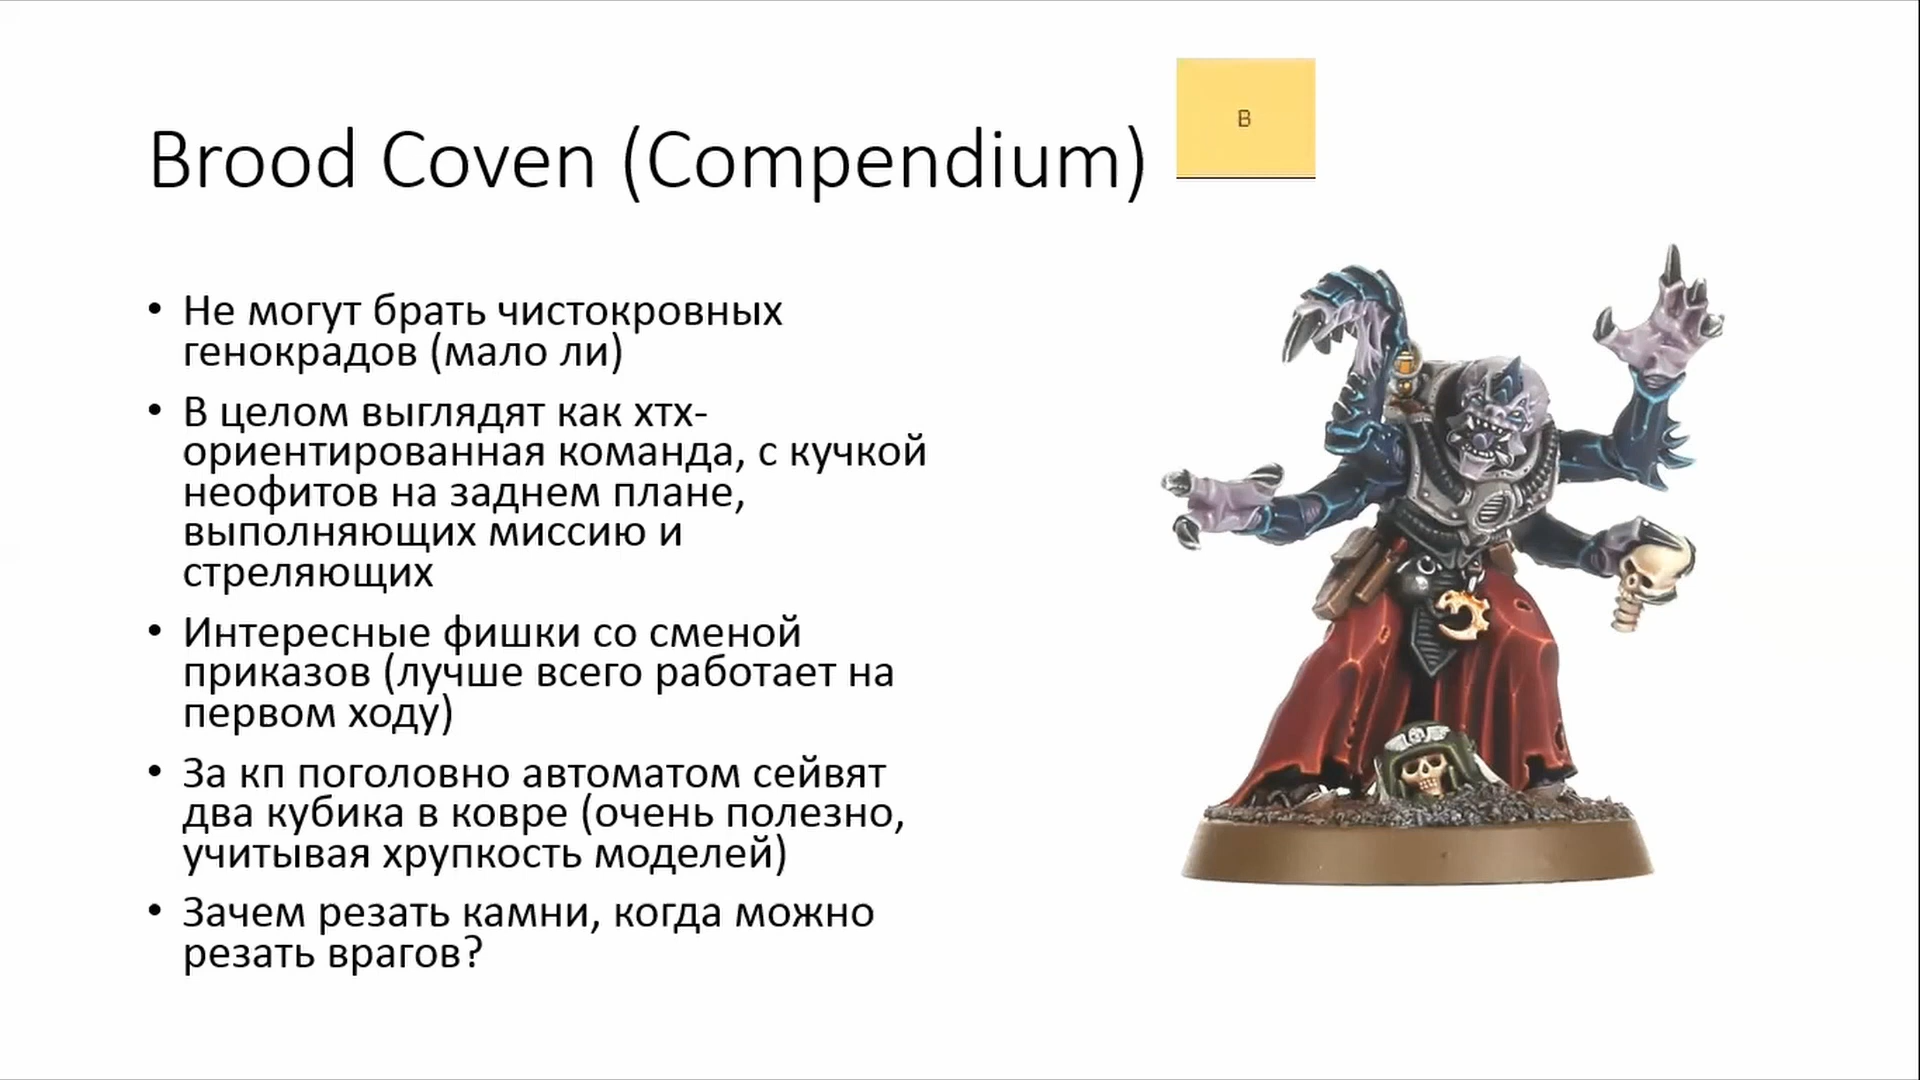 Brood Coven (Compendium)
B
• Не могут брать чистокровных
генокрадов (мало ли)
• В целом выглядят как хтх-
ориентированная команда, с кучкой
неофитов на заднем плане,
выполняющих миссию и
стреляющих
• Интересные фишки со сменой
приказов (лучше всего работает на
первом ходу)
• За кп поголовно автоматом сейвят
два кубика в ковре (очень полезно,
учитывая хрупкость моделей)
• Зачем резать камни, когда можно
резать врагов?